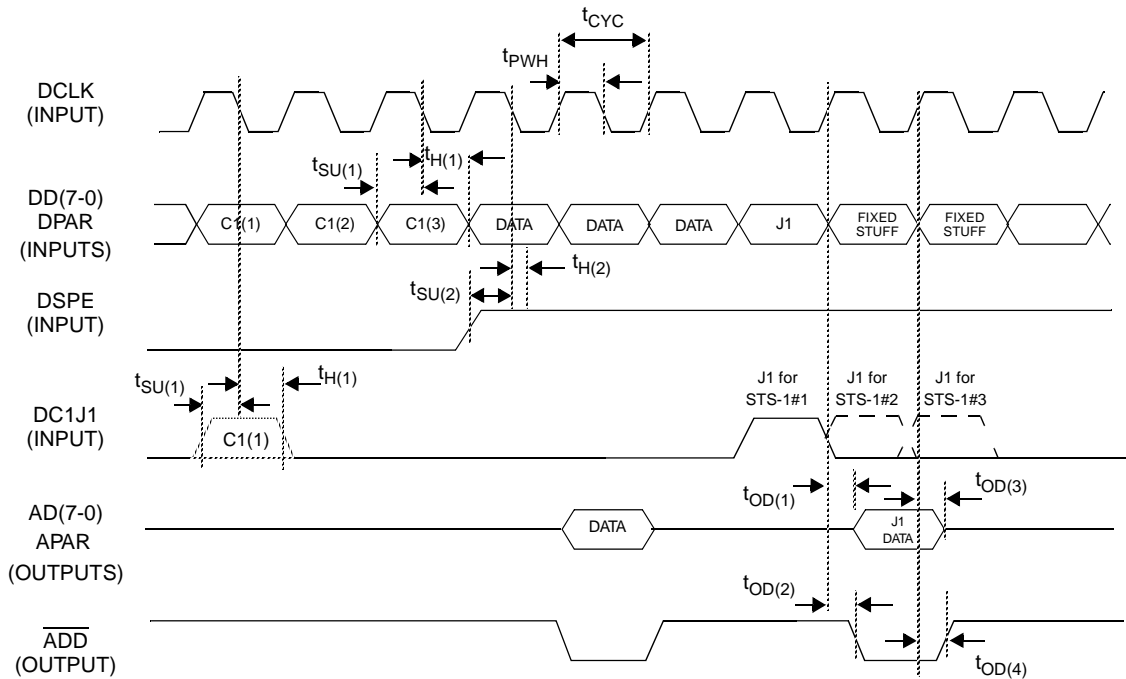 tCYC
tPWH
DCLK
(INPUT)
tSU(1)
tH(1)
DD(7-0)
DPAR
(INPUTS)
C1(1)
C1(2)
C1(3)
DATA
DATA
DATA
J1
FIXED
STUFF
FIXED
STUFF
tH(2)
tSU(2)
DSPE
(INPUT)
tSU(1)
tH(1)
J1 for
STS-1#1
J1 for
STS-1#2
J1 for
STS-1#3
DC1J1
(INPUT)
C1(1)
tOD(1)
tOD(3)
AD(7-0)
APAR
(OUTPUTS)
DATA
J1
DATA
tOD(2)
ADD
(OUTPUT)
tOD(4)